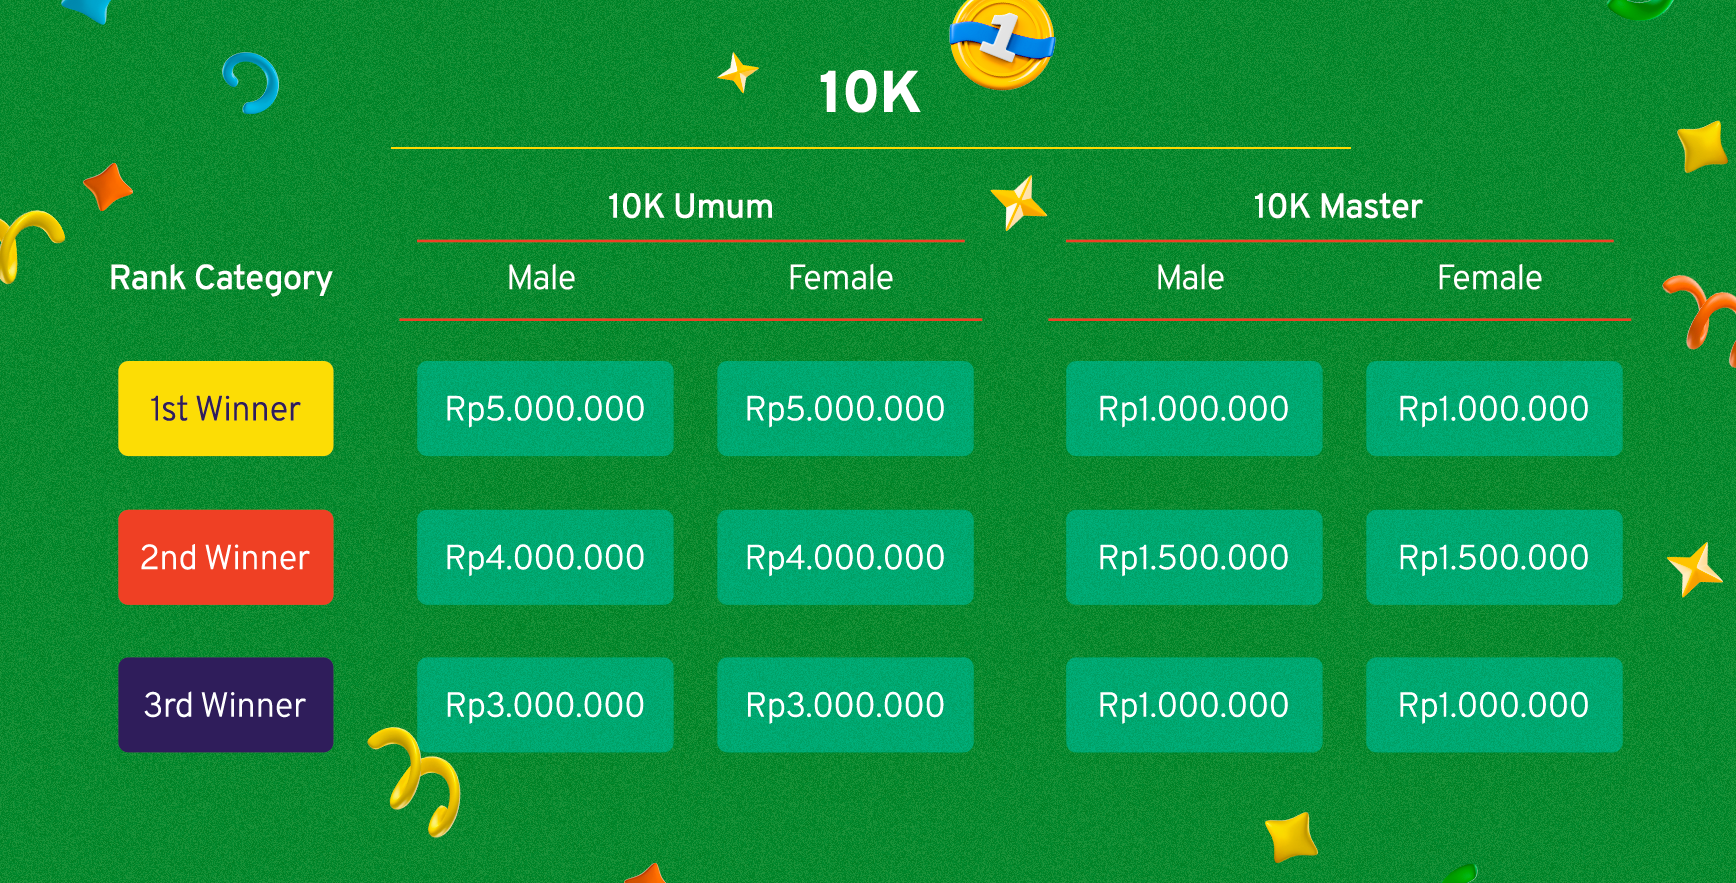 1
10K
10K Umum 10K Master
Rank Category Male Female Male Female
1st Winner Rp5.000.000 Rp5.000.000 Rp1.000.000 Rp1.000.000
2nd Winner Rp4.000.000 Rp4.000.000 Rp1.500.000 Rp1.500.000
3rd Winner Rp3.000.000 Rp3.000.000 Rp1.000.000 Rp1.000.000